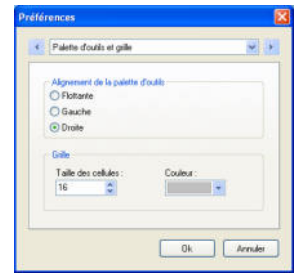 Préférences
Palette d'outils et grille
Alignement de la palette d'outils
Flottante
Gauche
Droite
Grille
Taille des cellules :
Couleur :
16
Ok
Annuler